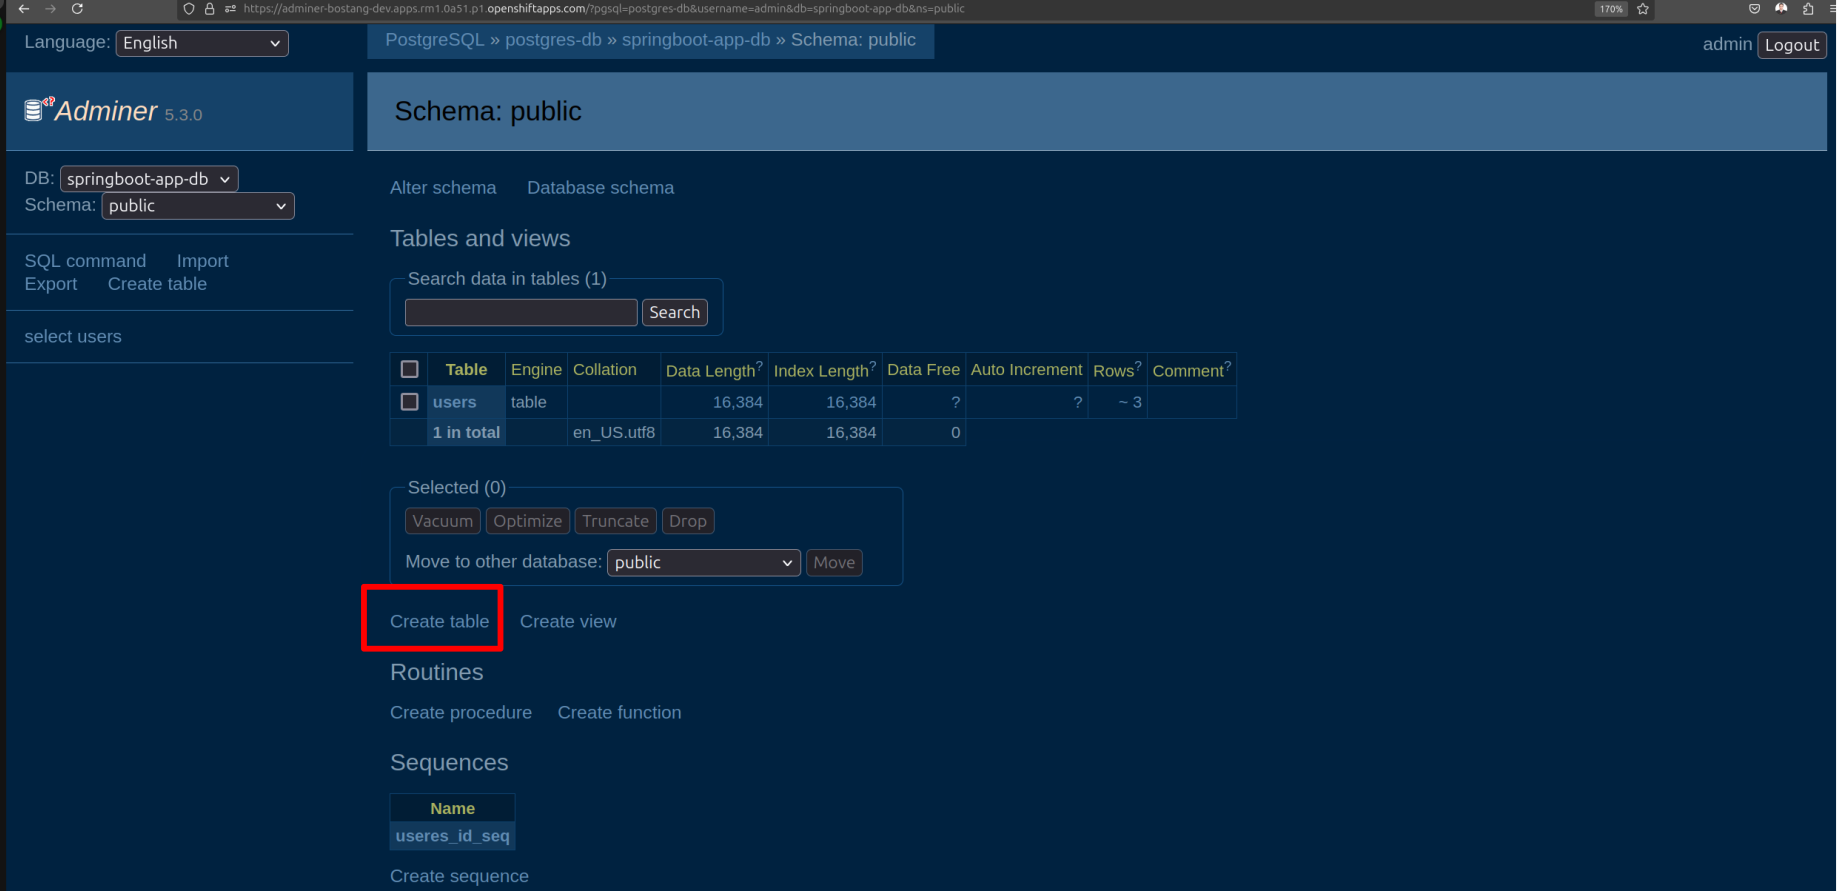 https://adminer-bostang-dev.apps.rm1.0a51.p1.openshiftapps.com/?pgsql=postgres-db&username=admin&db=springboot-app-db&ns=public
170%
Language: English
PostgreSQL » postgres-db » springboot-app-db » Schema: public
admin Logout
Adminer 5.3.0
Schema: public
DB: springboot-app-db
Schema: public
SQL command Import
Export Create table
select users
Alter schema Database schema
Tables and views
Search data in tables (1)
Search
Table Engine Collation Data Length? Index Length? Data Free Auto Increment Rows? Comment?
users table 16,384 16,384 ? ? ~ 3
1 in total en_US.utf8 16,384 16,384 0
Selected (0)
Vacuum Optimize Truncate Drop
Move to other database: public Move
Create table Create view
Routines
Create procedure Create function
Sequences
Name
useres_id_seq
Create sequence